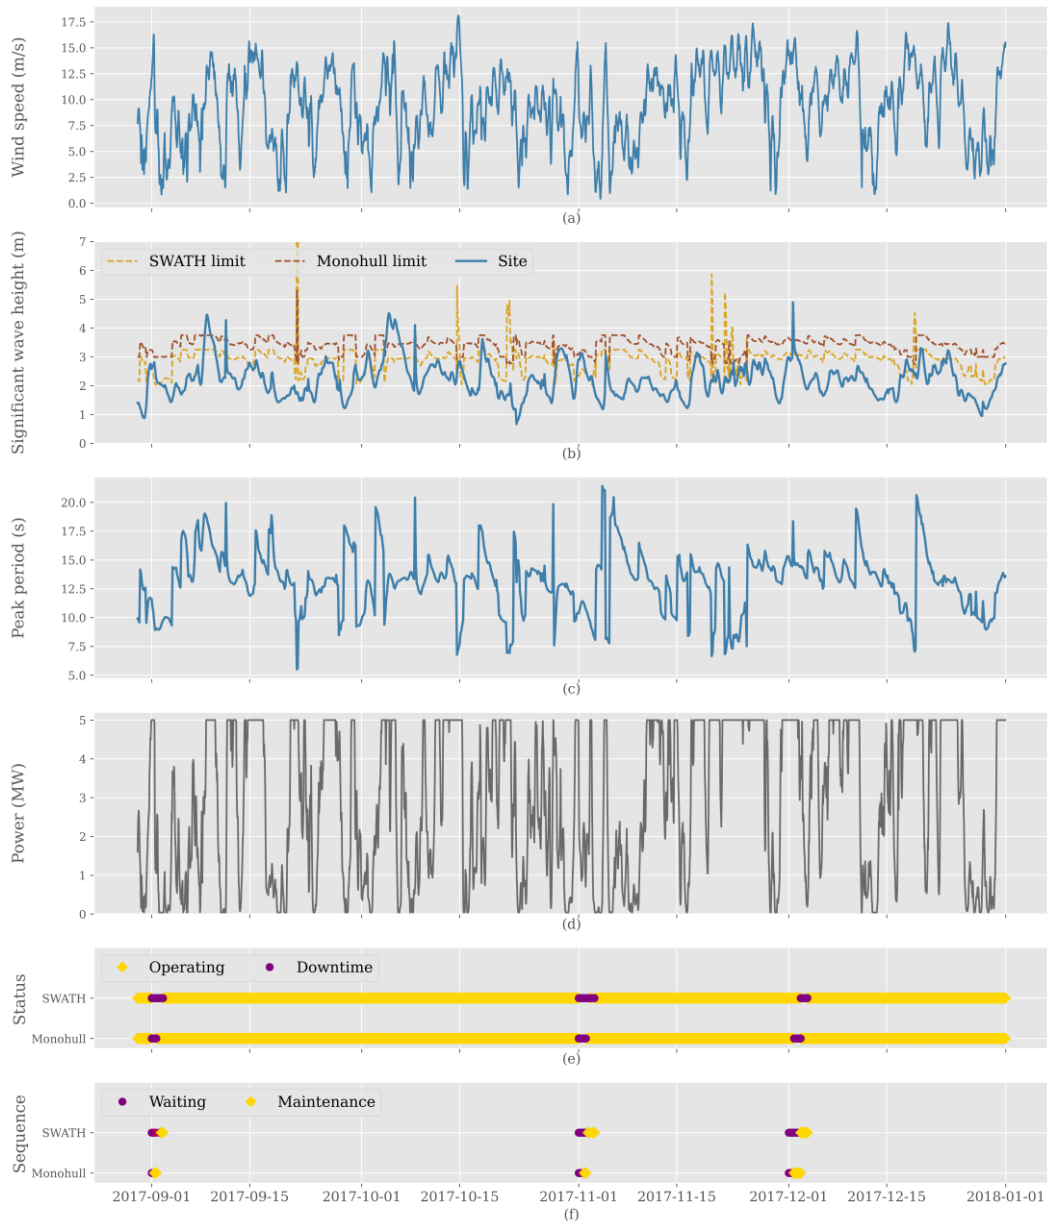 Wind speed (m/s)
17.5
15.0
12.5
10.0
7.5
5.0
2.5
0.0
(a)
Significant wave height (m)
7
6
5
4
3
2
1
0
SWATH limit
Monohull limit
Site
(b)
Peak period (s)
20.0
17.5
15.0
12.5
10.0
7.5
5.0
(c)
Power (MW)
5
4
3
2
1
0
(d)
Status
Operating
Downtime
SWATH
Monohull
(e)
Sequence
Waiting
Maintenance
SWATH
Monohull
2017-09-01
2017-09-15
2017-10-01
2017-10-15
2017-11-01
2017-11-15
2017-12-01
2017-12-15
2018-01-01
(f)